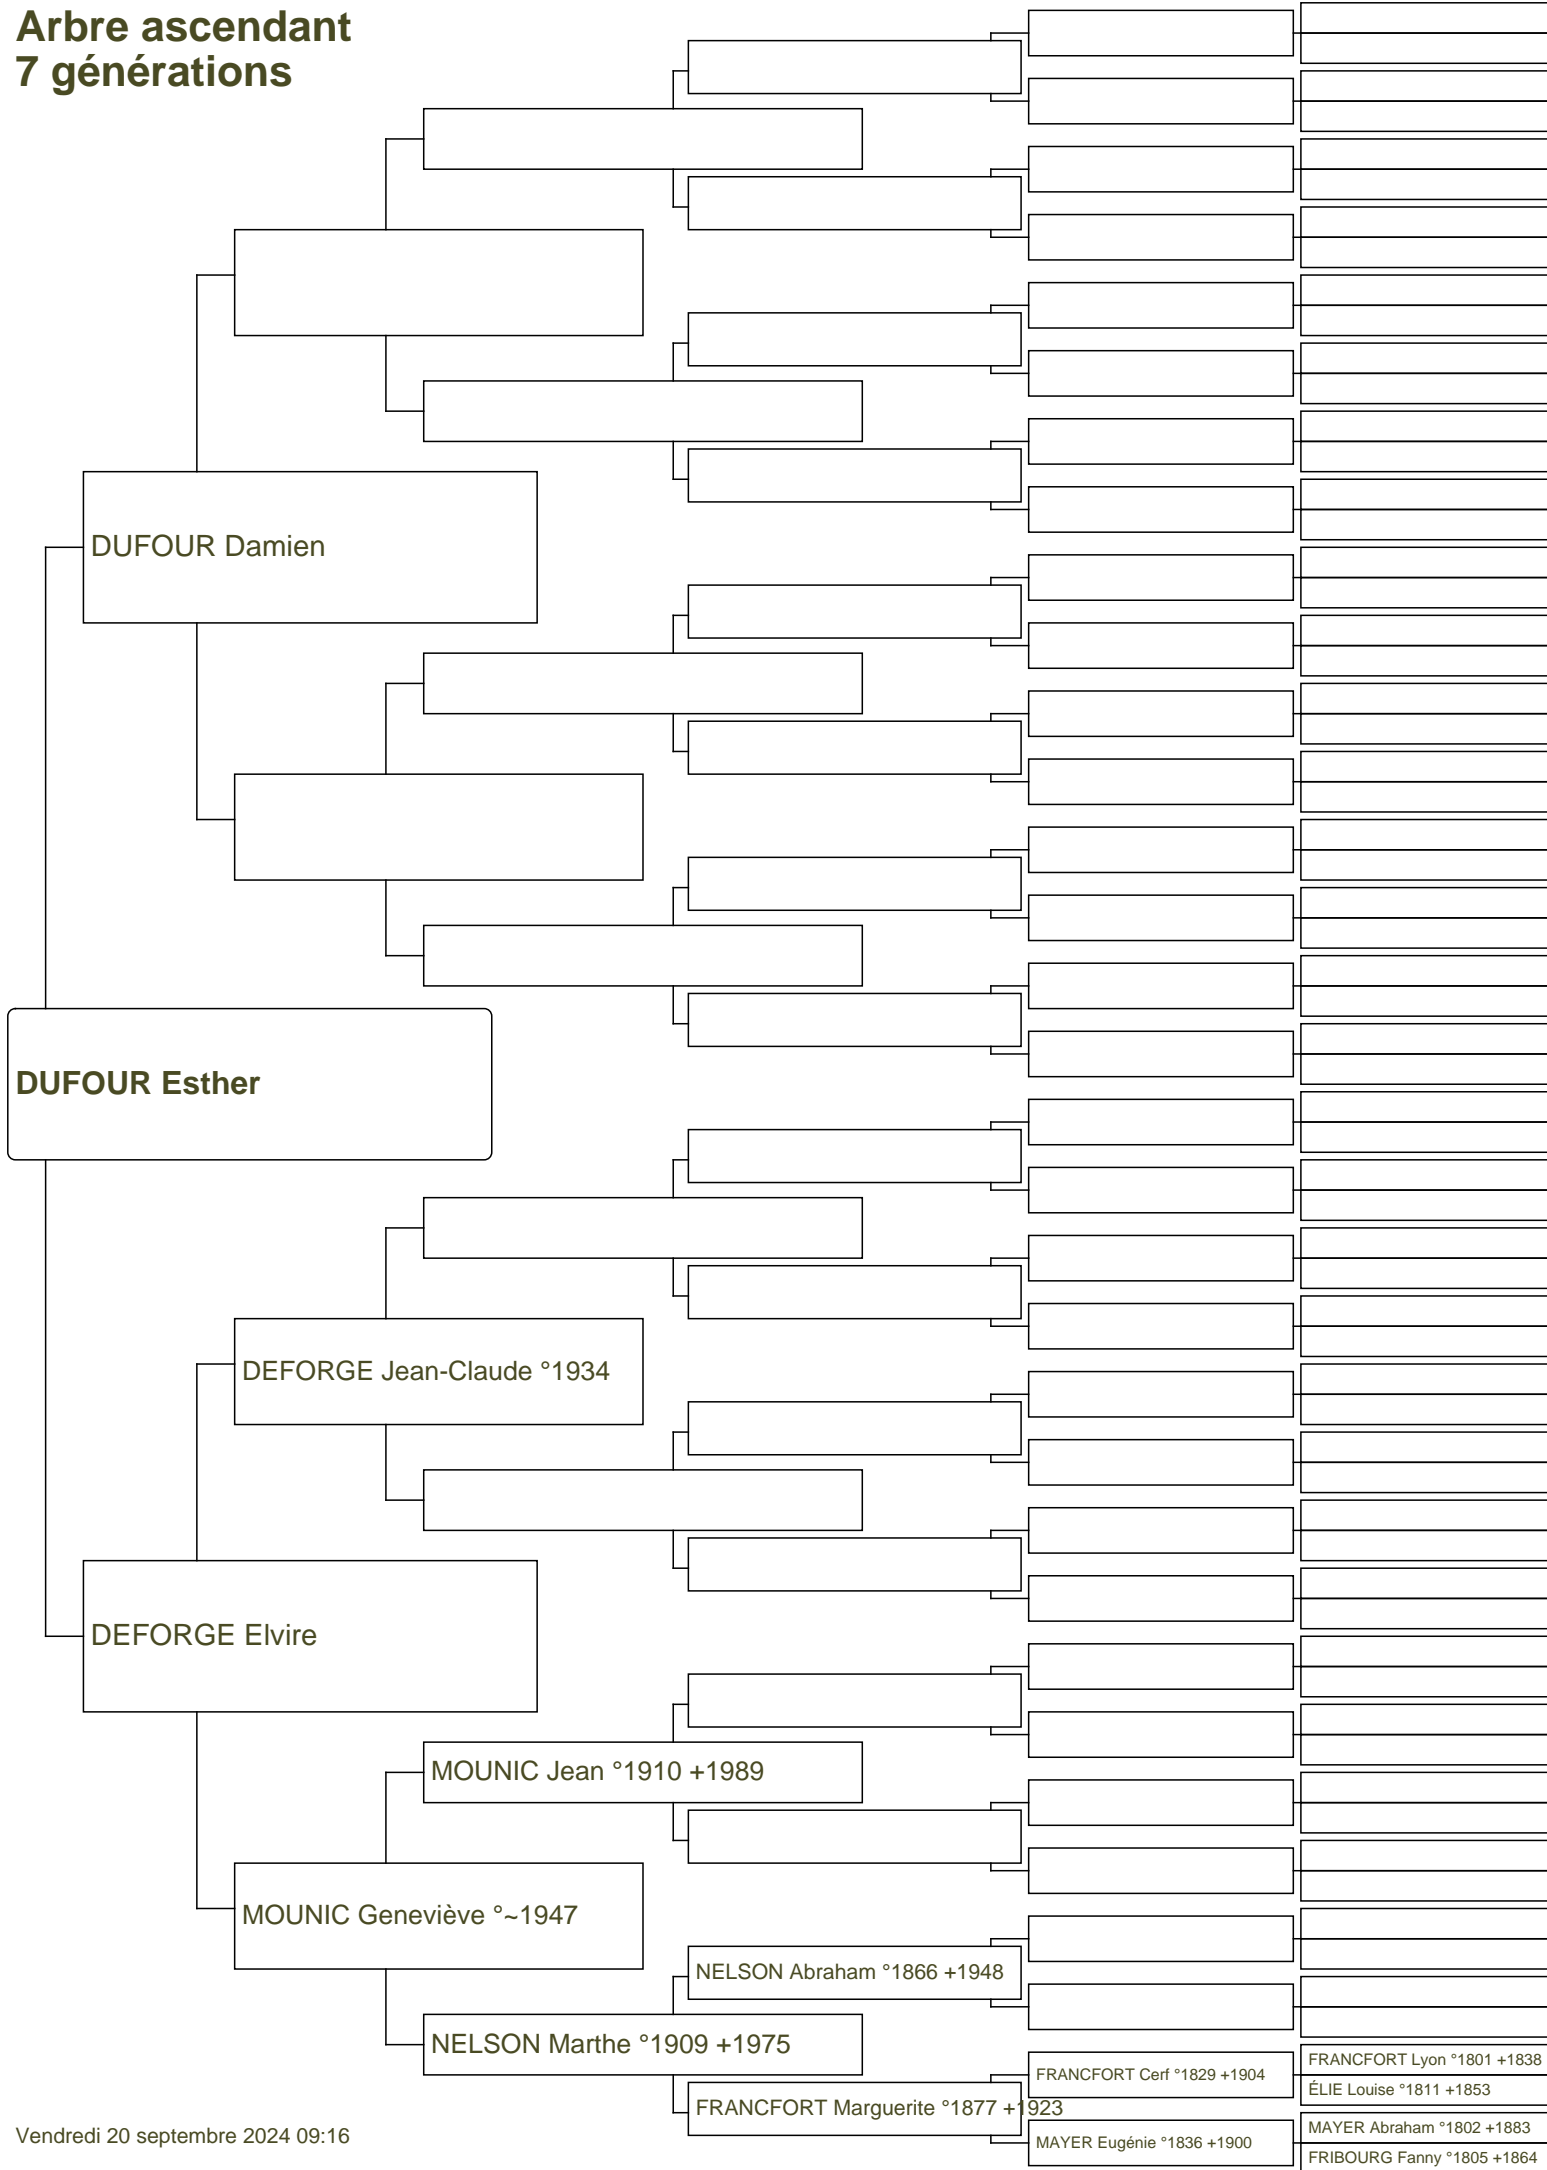 Arbre ascendant
7 générations
DUFOUR Damien
DUFOUR Esther
DEFORGE Jean-Claude °1934
DEFORGE Elvire
MOUNIC Jean °1910 +1989
MOUNIC Geneviève °~1947
NELSON Abraham °1866 +1948
NELSON Marthe °1909 +1975
FRANCFORT Lyon °1801 +1838
FRANCFORT Cerf °1829 +1904
ÉLIE Louise °1811 +1853
FRANCFORT Marguerite °1877 +1923
MAYER Abraham °1802 +1883
MAYER Eugénie °1836 +1900
FRIBOURG Fanny °1805 +1864
Vendredi 20 septembre 2024 09:16